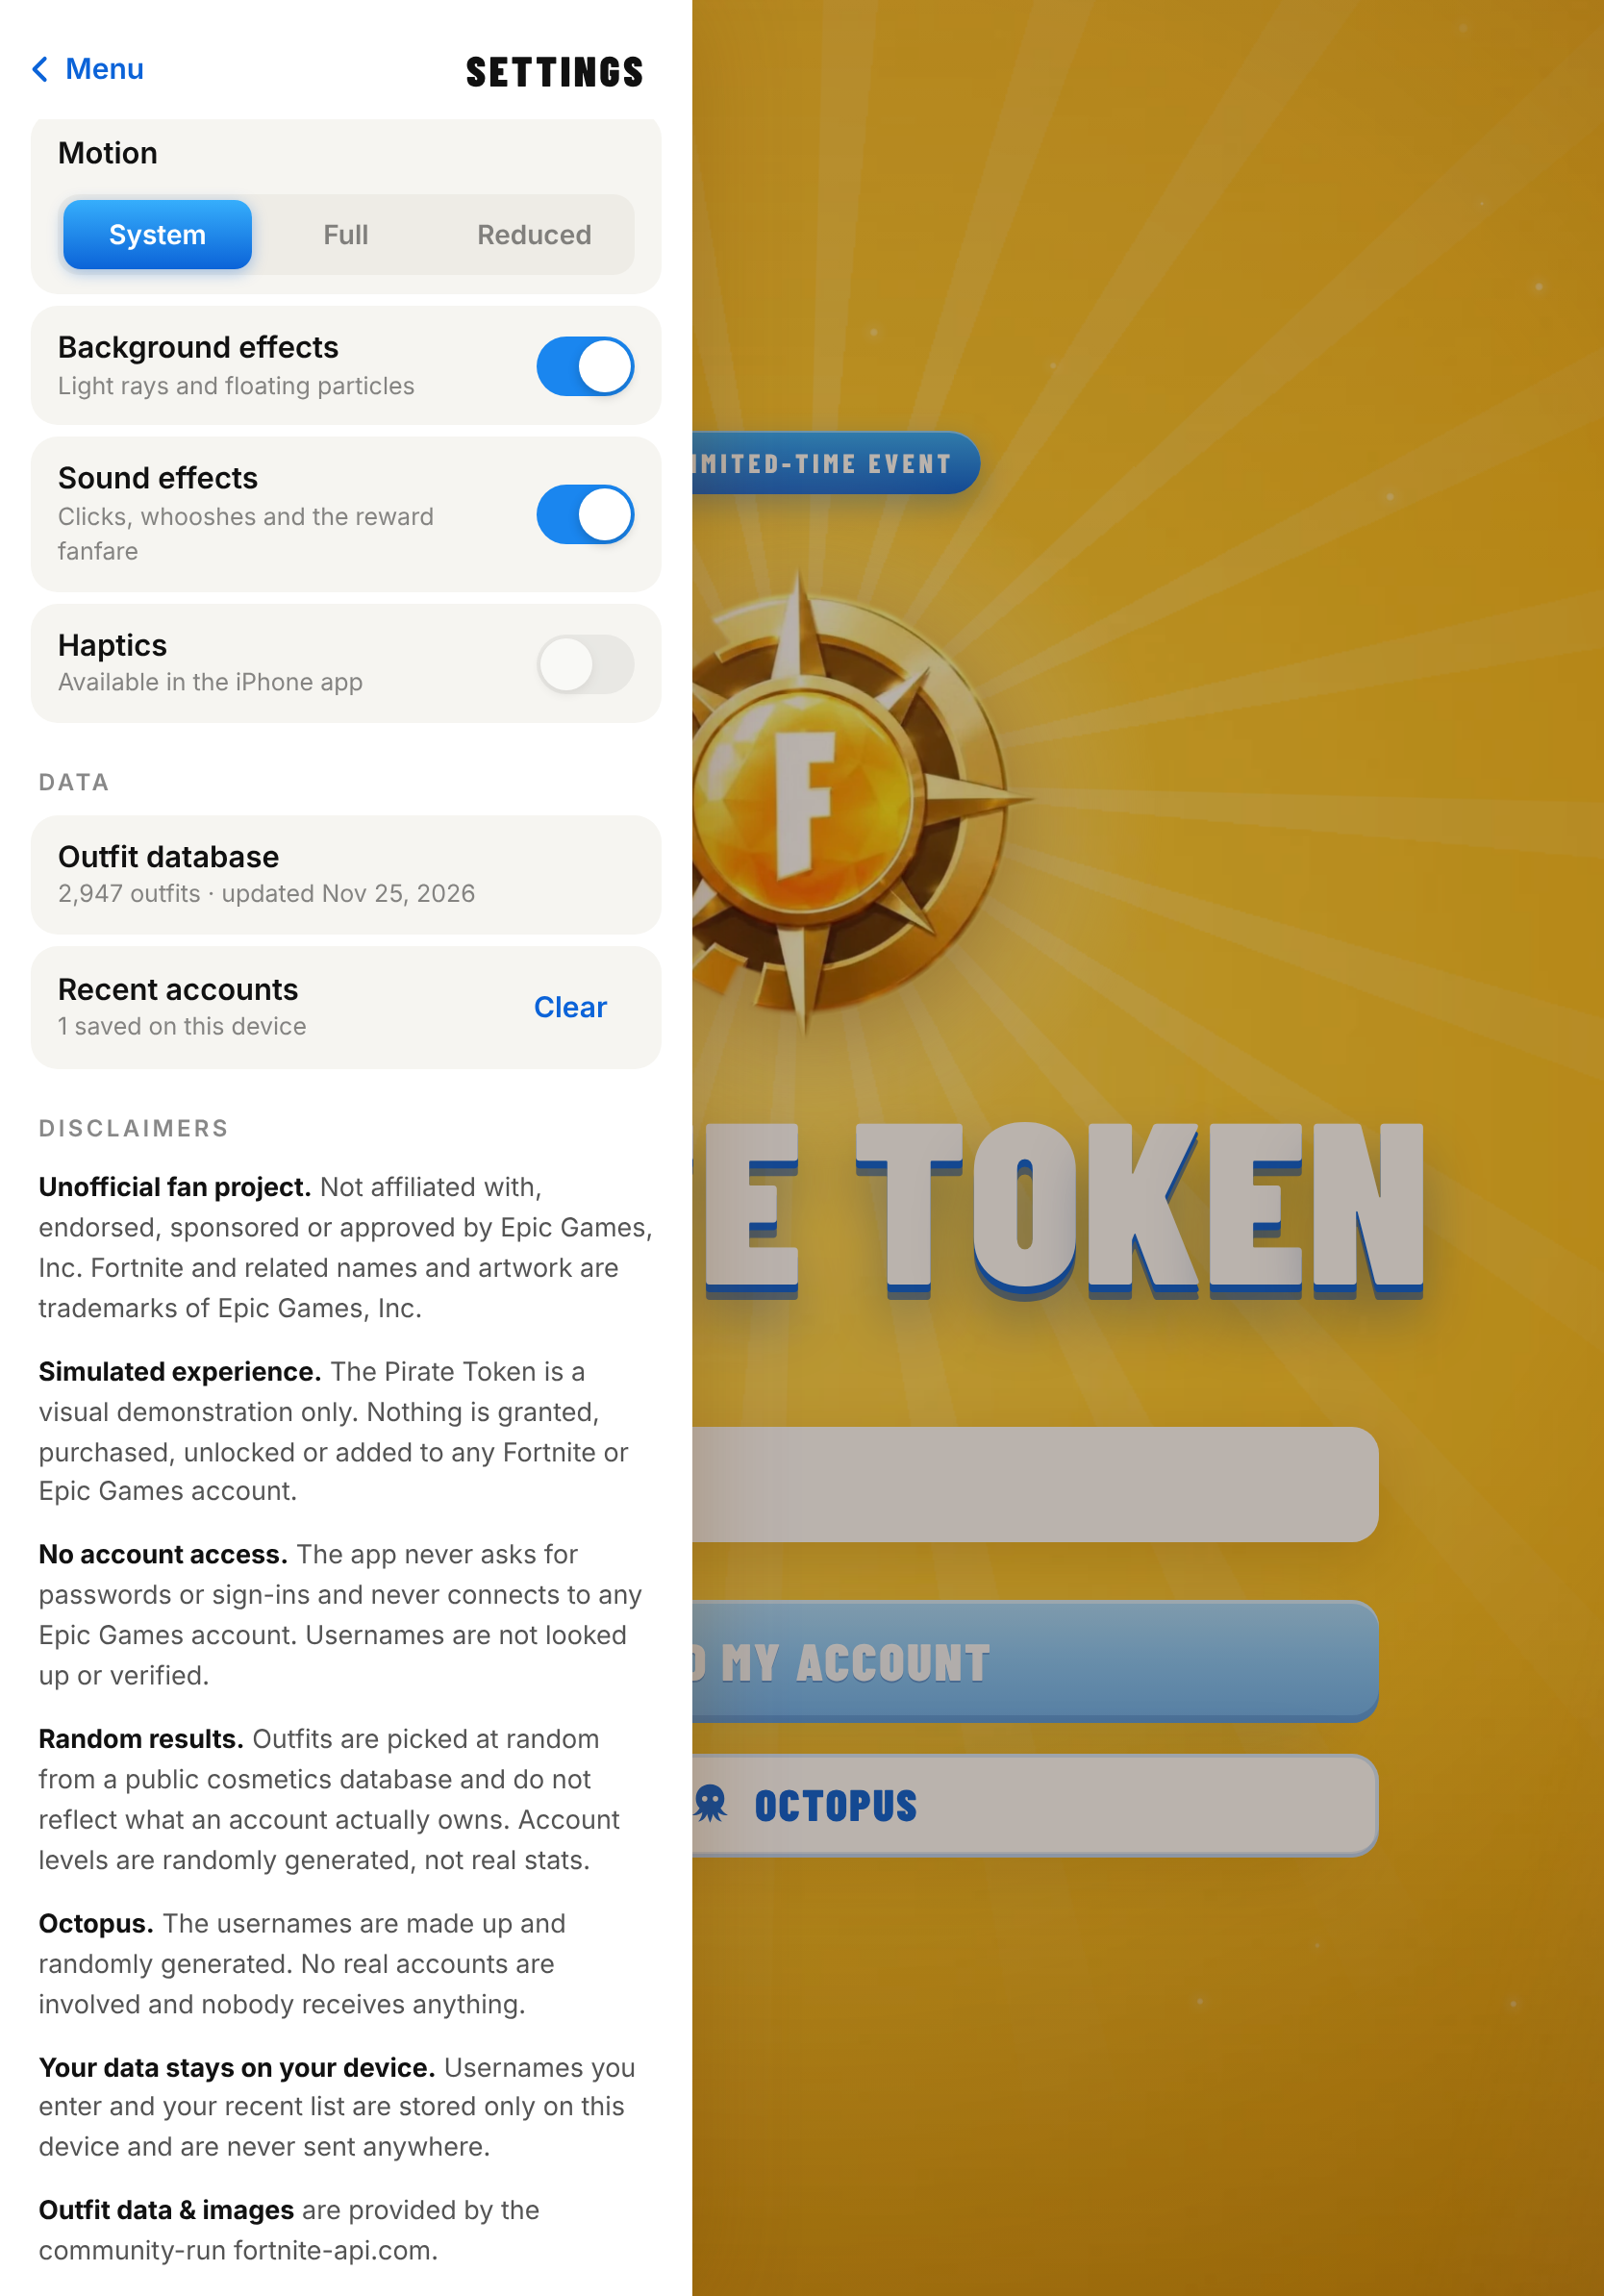 Menu
SETTINGS
Motion
System Full Reduced
Background effects
Light rays and floating particles
Sound effects
Clicks, whooshes and the reward
fanfare
Haptics
Available in the iPhone app
DATA
Outfit database
2,947 outfits · updated Nov 25, 2026
Recent accounts
1 saved on this device
Clear
DISCLAIMERS
Unofficial fan project. Not affiliated with,
endorsed, sponsored or approved by Epic Games,
Inc. Fortnite and related names and artwork are
trademarks of Epic Games, Inc.
Simulated experience. The Pirate Token is a
visual demonstration only. Nothing is granted,
purchased, unlocked or added to any Fortnite or
Epic Games account.
No account access. The app never asks for
passwords or sign-ins and never connects to any
Epic Games account. Usernames are not looked
up or verified.
Random results. Outfits are picked at random
from a public cosmetics database and do not
reflect what an account actually owns. Account
levels are randomly generated, not real stats.
Octopus. The usernames are made up and
randomly generated. No real accounts are
involved and nobody receives anything.
Your data stays on your device. Usernames you
enter and your recent list are stored only on this
device and are never sent anywhere.
Outfit data & images are provided by the
community-run fortnite-api.com.
IMITED-TIME EVENT
F
E TOKEN
MY ACCOUNT
OCTOPUS